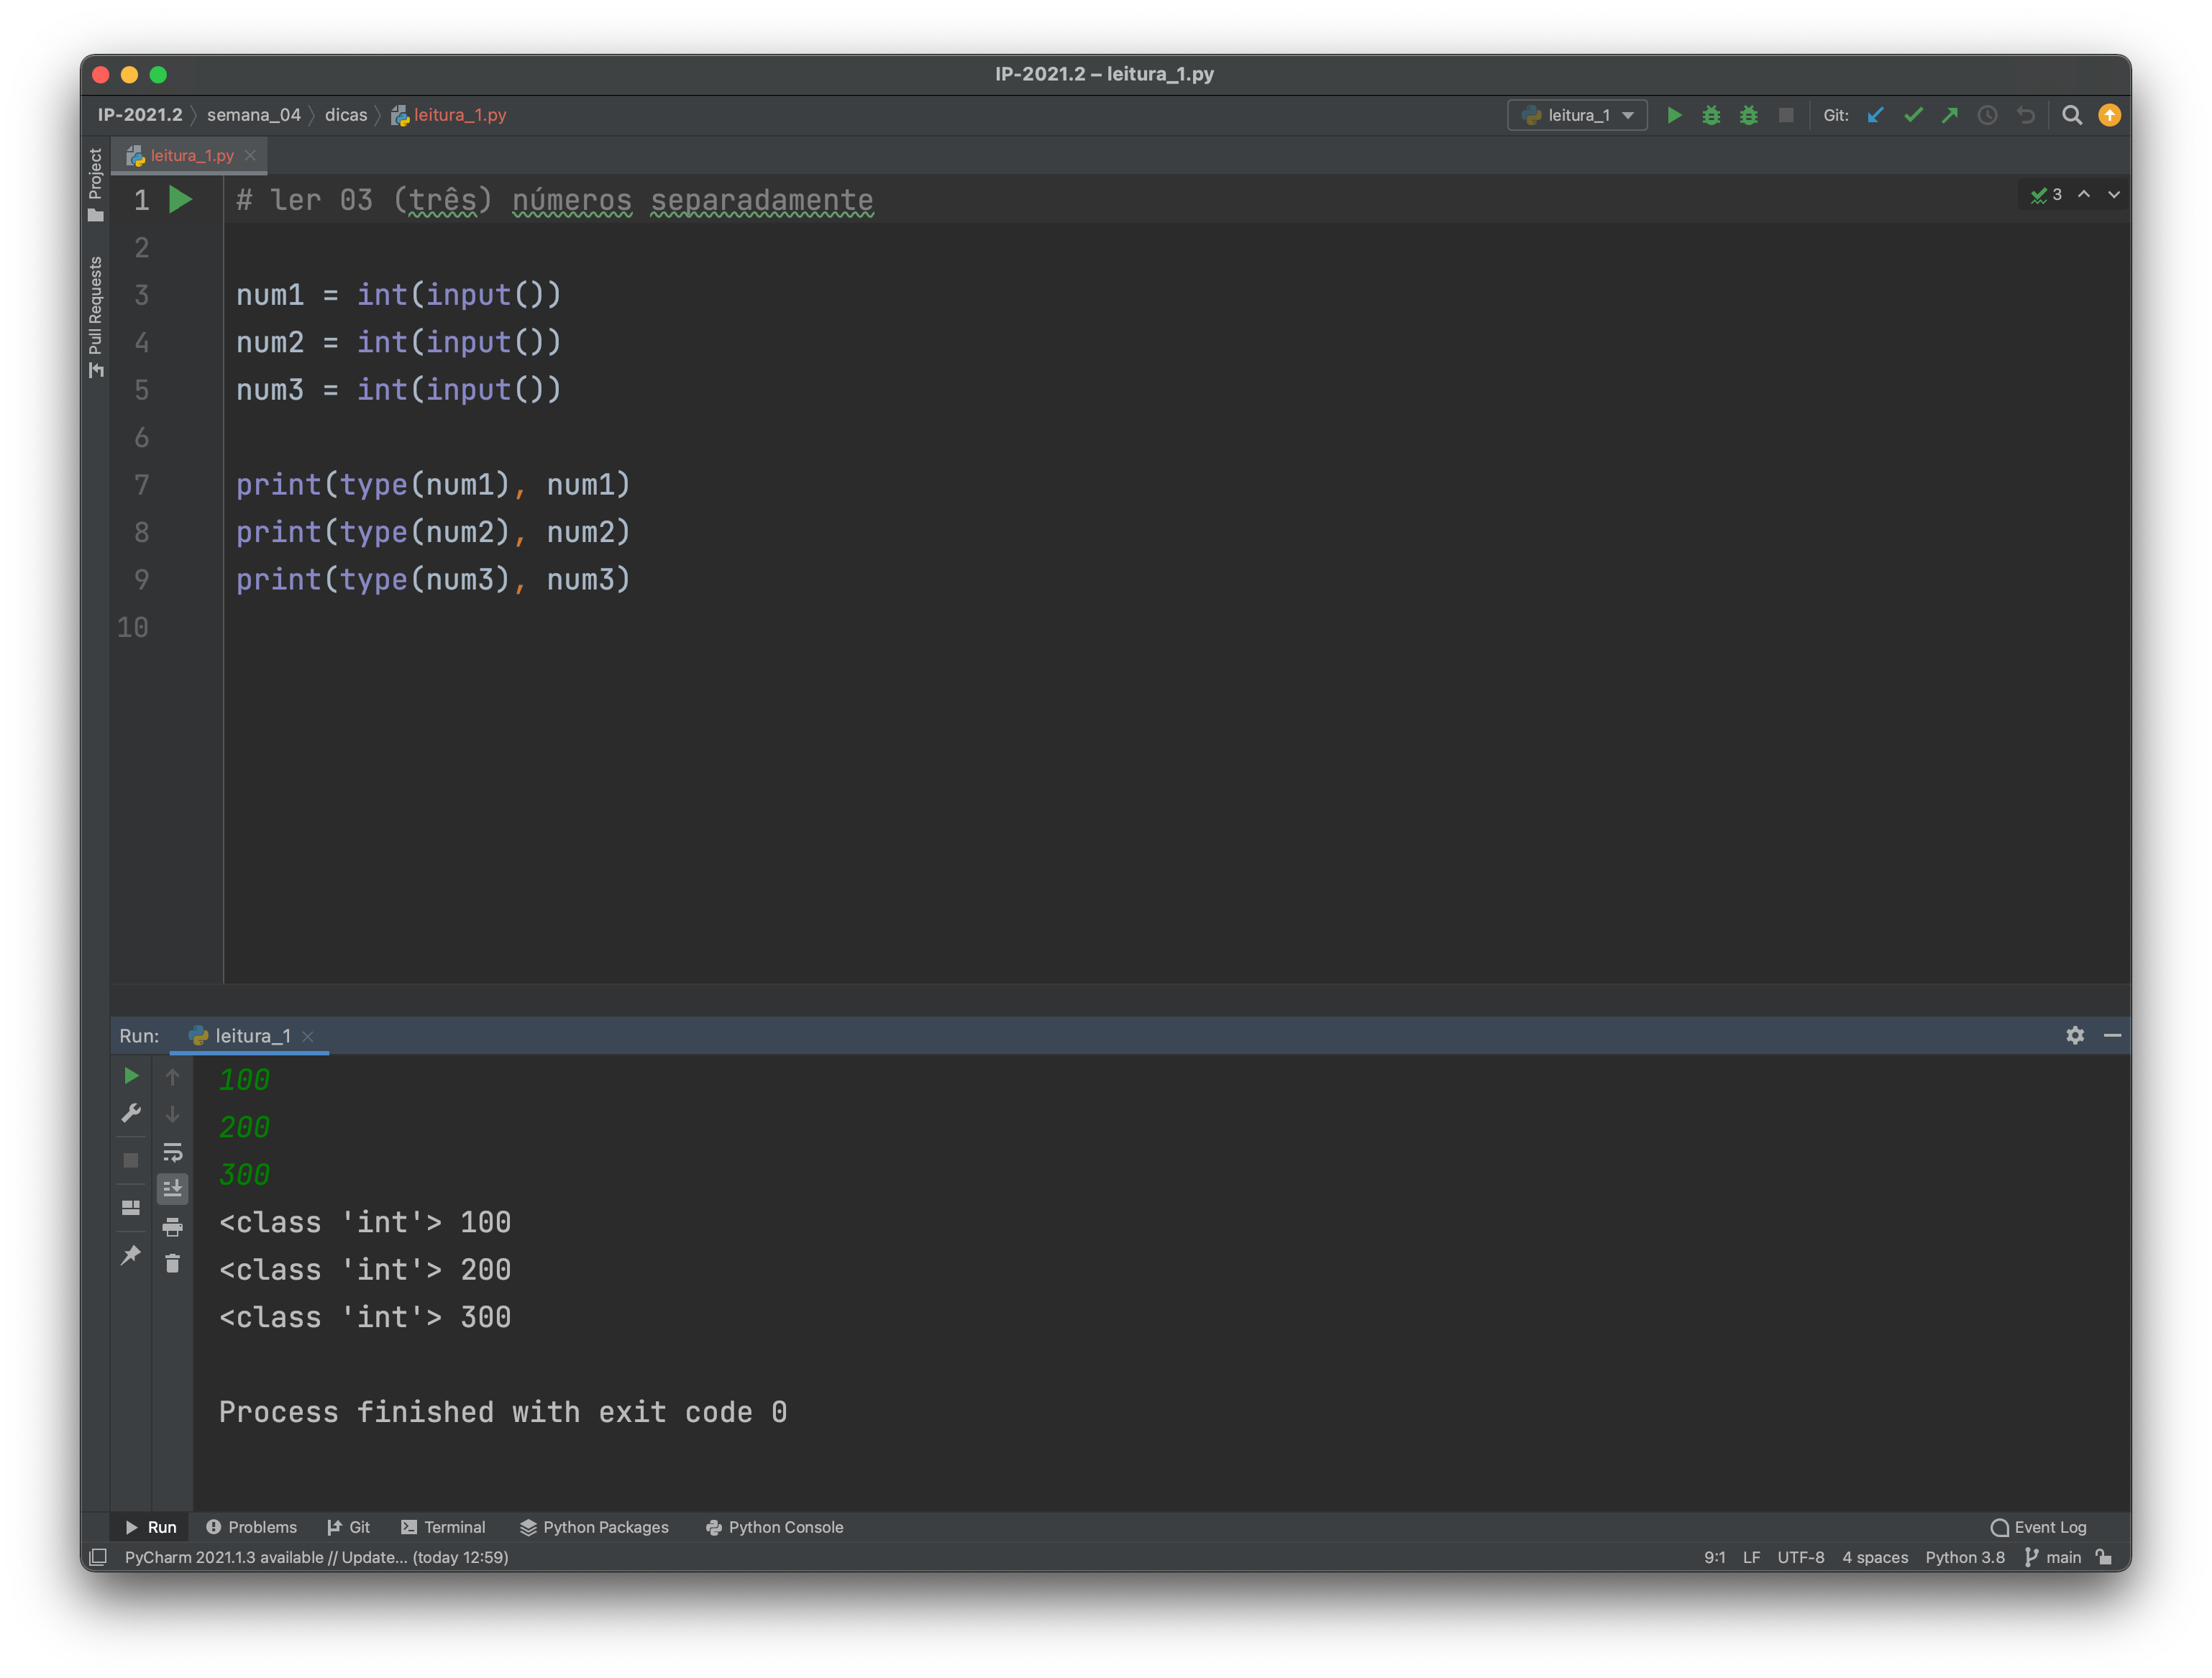 IP-2021.2 – leitura_1.py
IP-2021.2 semana_04 dicas leitura_1.py leitura_1 Git:
Project
Pull Requests
leitura_1.py
3
1 # ler 03 (três) números separadamente
2
3 num1 = int(input())
4 num2 = int(input())
5 num3 = int(input())
6
7 print(type(num1), num1)
8 print(type(num2), num2)
9 print(type(num3), num3)
10
Run: leitura_1
100
200
300
<class 'int'> 100
<class 'int'> 200
<class 'int'> 300
Process finished with exit code 0
Run Problems Git Terminal Python Packages Python Console Event Log
PyCharm 2021.1.3 available // Update... (today 12:59) 9:1 LF UTF-8 4 spaces Python 3.8 main